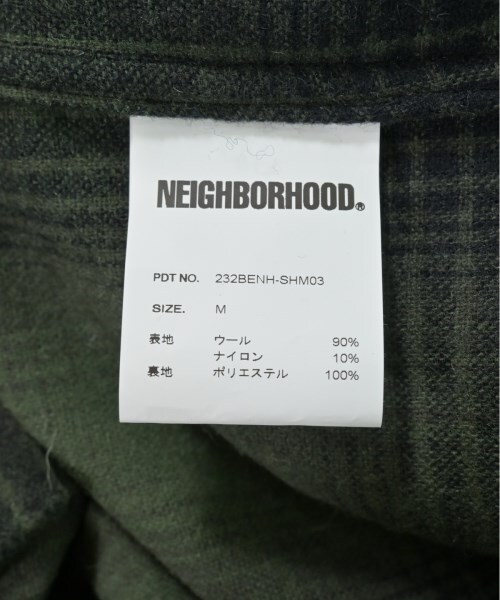 NEIGHBORHOOD®
PDT NO. 232BENH-SHM03
SIZE. M
表地 ウール 90%
ナイロン 10%
裏地 ポリエステル 100%